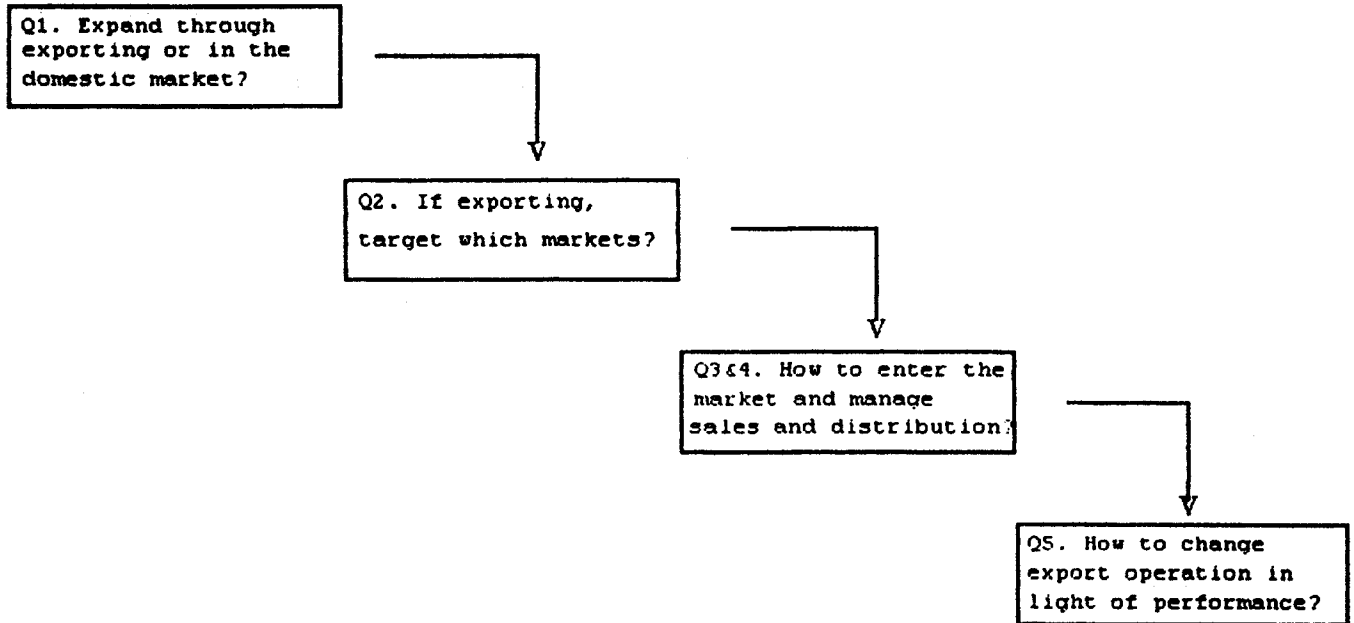 Q1. Expand through
exporting or in the
domestic market?
Q2. If exporting,
target which markets?
Q3&4. How to enter the
market and manage
sales and distribution?
Q5. How to change
export operation in
light of performance?